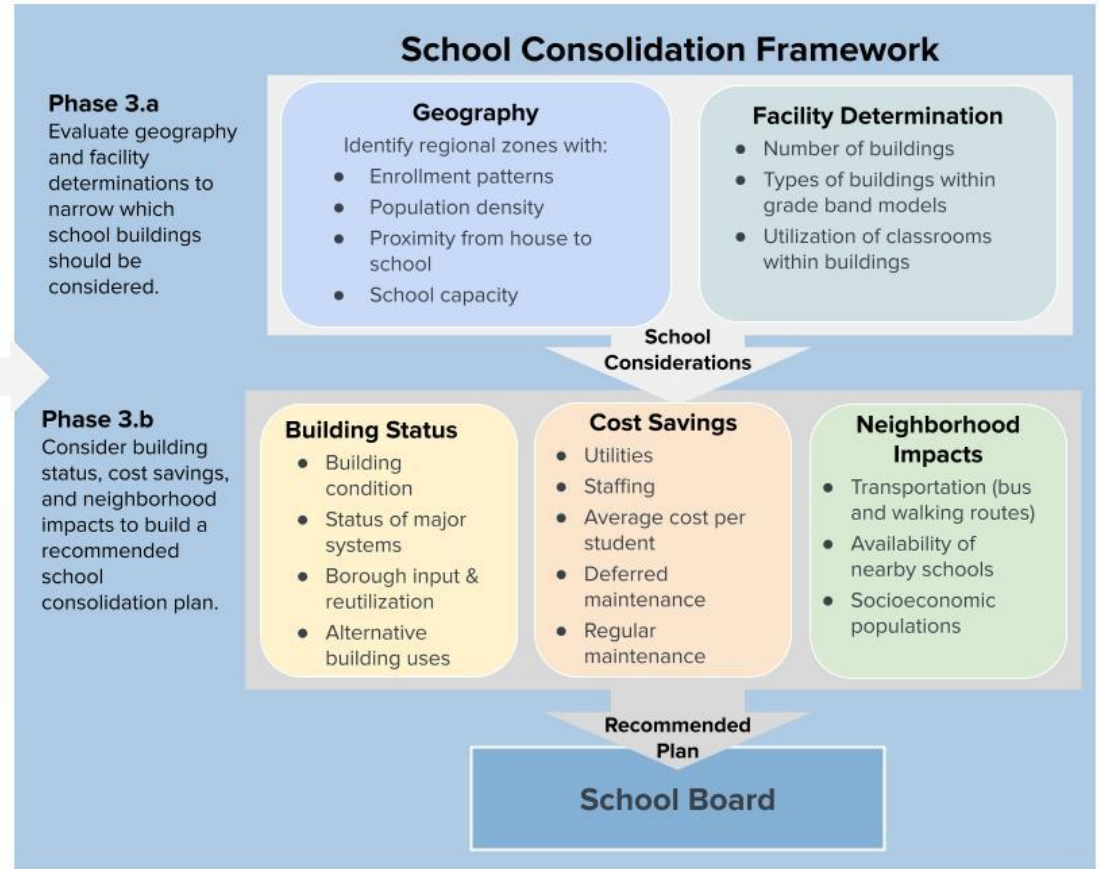 School Consolidation Framework
Phase 3.a
Evaluate geography
and facility
determinations to
narrow which
school buildings
should be
considered.
Geography
Identify regional zones with:
● Enrollment patterns
● Population density
● Proximity from house to
school
● School capacity
Facility Determination
● Number of buildings
● Types of buildings within
grade band models
● Utilization of classrooms
within buildings
School
Considerations
Phase 3.b
Consider building
status, cost savings,
and neighborhood
impacts to build a
recommended
school
consolidation plan.
Building Status
● Building
condition
● Status of major
systems
● Borough input &
reutilization
● Alternative
building uses
Cost Savings
● Utilities
● Staffing
● Average cost per
student
● Deferred
maintenance
● Regular
maintenance
Neighborhood
Impacts
● Transportation (bus
and walking routes)
● Availability of
nearby schools
● Socioeconomic
populations
Recommended
Plan
School Board